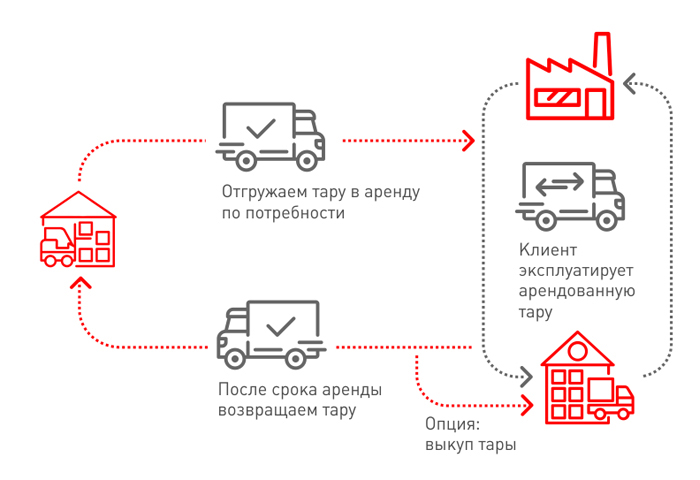 Отгружаем тару в аренду
по потребности
Клиент
эксплуатирует
арендованную
тару
После срока аренды
возвращаем тару
Опция:
выкуп тары